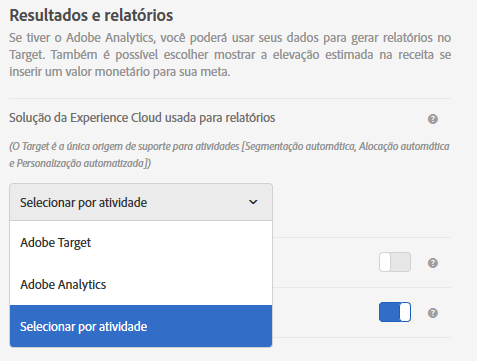 Resultados e relatórios
Se tiver o Adobe Analytics, você poderá usar seus dados para gerar relatórios no
Target. Também é possível escolher mostrar a elevação estimada na receita se
inserir um valor monetário para sua meta.
Solução da Experience Cloud usada para relatórios
(O Target é a única origem de suporte para atividades [Segmentação automática, Alocação automática
e Personalização automatizada])
Selecionar por atividade
Adobe Target
Adobe Analytics
Selecionar por atividade